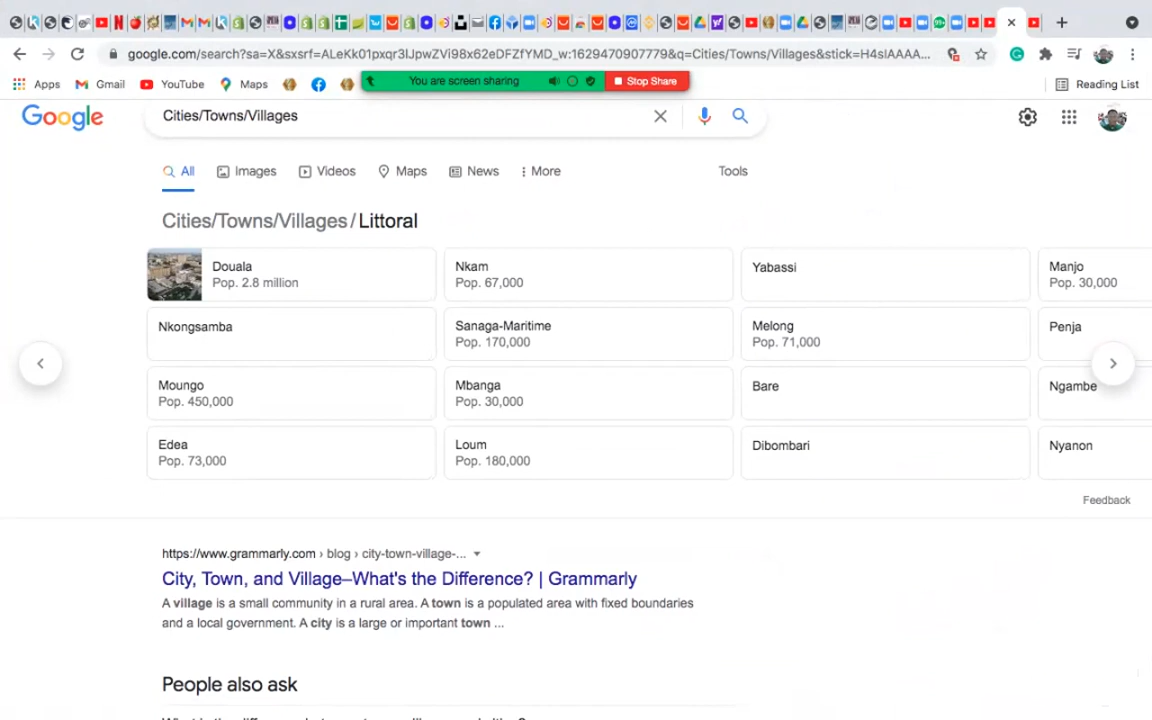 google.com/search?sa=X&sxsrf=ALeKk01pxqr3IJpwZVi98x62eDFZfYMD_w:1629470907779&q=Cities/Towns/Villages&stick=H4sIAAAA...
Apps Gmail YouTube Maps You are screen sharing Stop Share Reading List
Google Cities/Towns/Villages
All Images Videos Maps News More Tools
Cities/Towns/Villages / Littoral
Douala
Pop. 2.8 million
Nkam
Pop. 67,000
Yabassi
Manjo
Pop. 30,000
Nkongsamba
Sanaga-Maritime
Pop. 170,000
Melong
Pop. 71,000
Penja
Moungo
Pop. 450,000
Mbanga
Pop. 30,000
Bare
Ngambe
Edea
Pop. 73,000
Loum
Pop. 180,000
Dibombari
Nyanon
Feedback
https://www.grammarly.com › blog › city-town-village-...
City, Town, and Village–What's the Difference? | Grammarly
A village is a small community in a rural area. A town is a populated area with fixed boundaries
and a local government. A city is a large or important town ...
People also ask